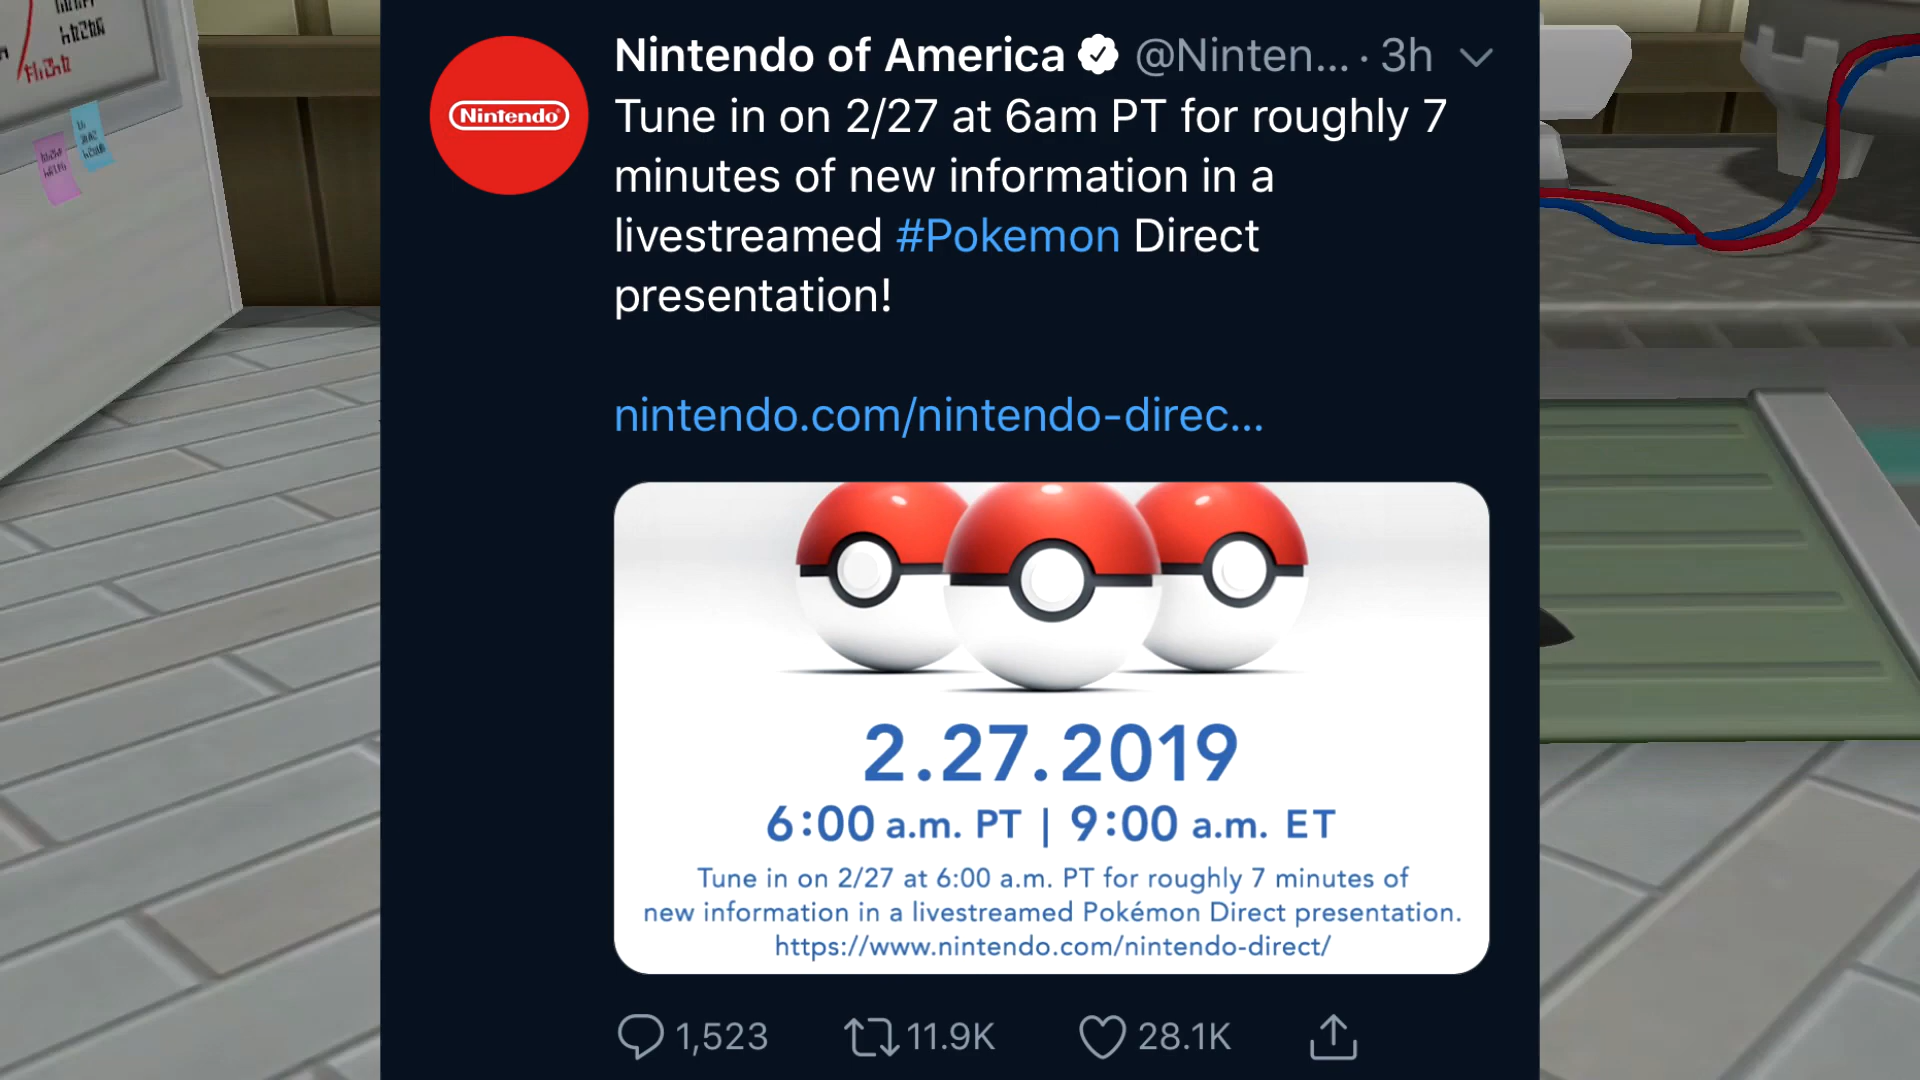 Nintendo of America @Ninten... · 3h
Nintendo
Tune in on 2/27 at 6am PT for roughly 7
minutes of new information in a
livestreamed #Pokemon Direct
presentation!
nintendo.com/nintendo-direc...
2.27.2019
6:00 a.m. PT | 9:00 a.m. ET
Tune in on 2/27 at 6:00 a.m. PT for roughly 7 minutes of
new information in a livestreamed Pokémon Direct presentation.
https://www.nintendo.com/nintendo-direct/
1,523 11.9K 28.1K